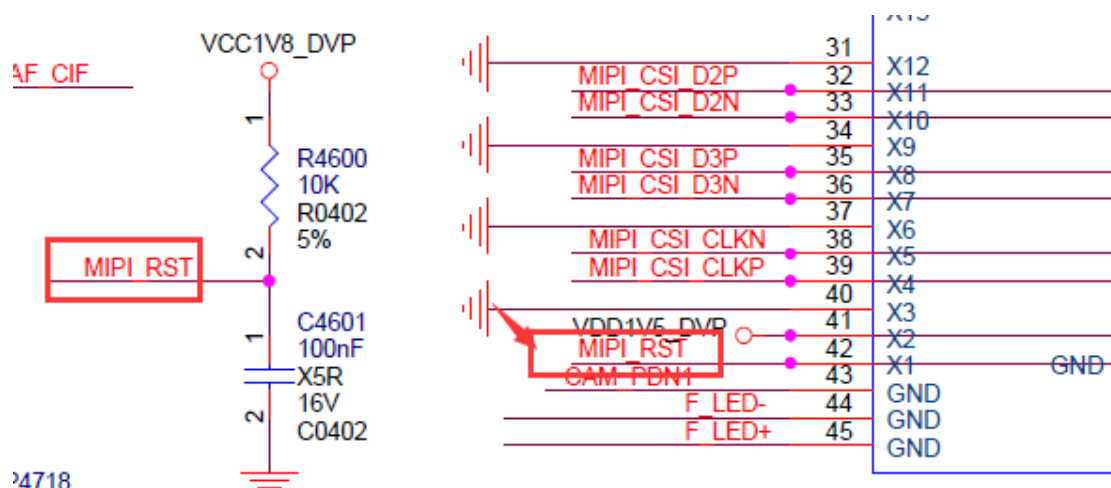 VCC1V8_DVP
AF_CIF
1
R4600
10K
R0402
5%
2
MIPI_RST
1
C4601
100nF
X5R
16V
C0402
2
31
X12
MIPI_CSI_D2P
32
X11
MIPI_CSI_D2N
33
X10
34
X9
MIPI_CSI_D3P
35
X8
MIPI_CSI_D3N
36
X7
37
X6
MIPI_CSI_CLKN
38
X5
MIPI_CSI_CLKP
39
X4
40
X3
VDD1V5_DVP
41
X2
MIPI_RST
42
X1
GND
CAM_PDN1
43
GND
F_LED-
44
GND
F_LED+
45
GND